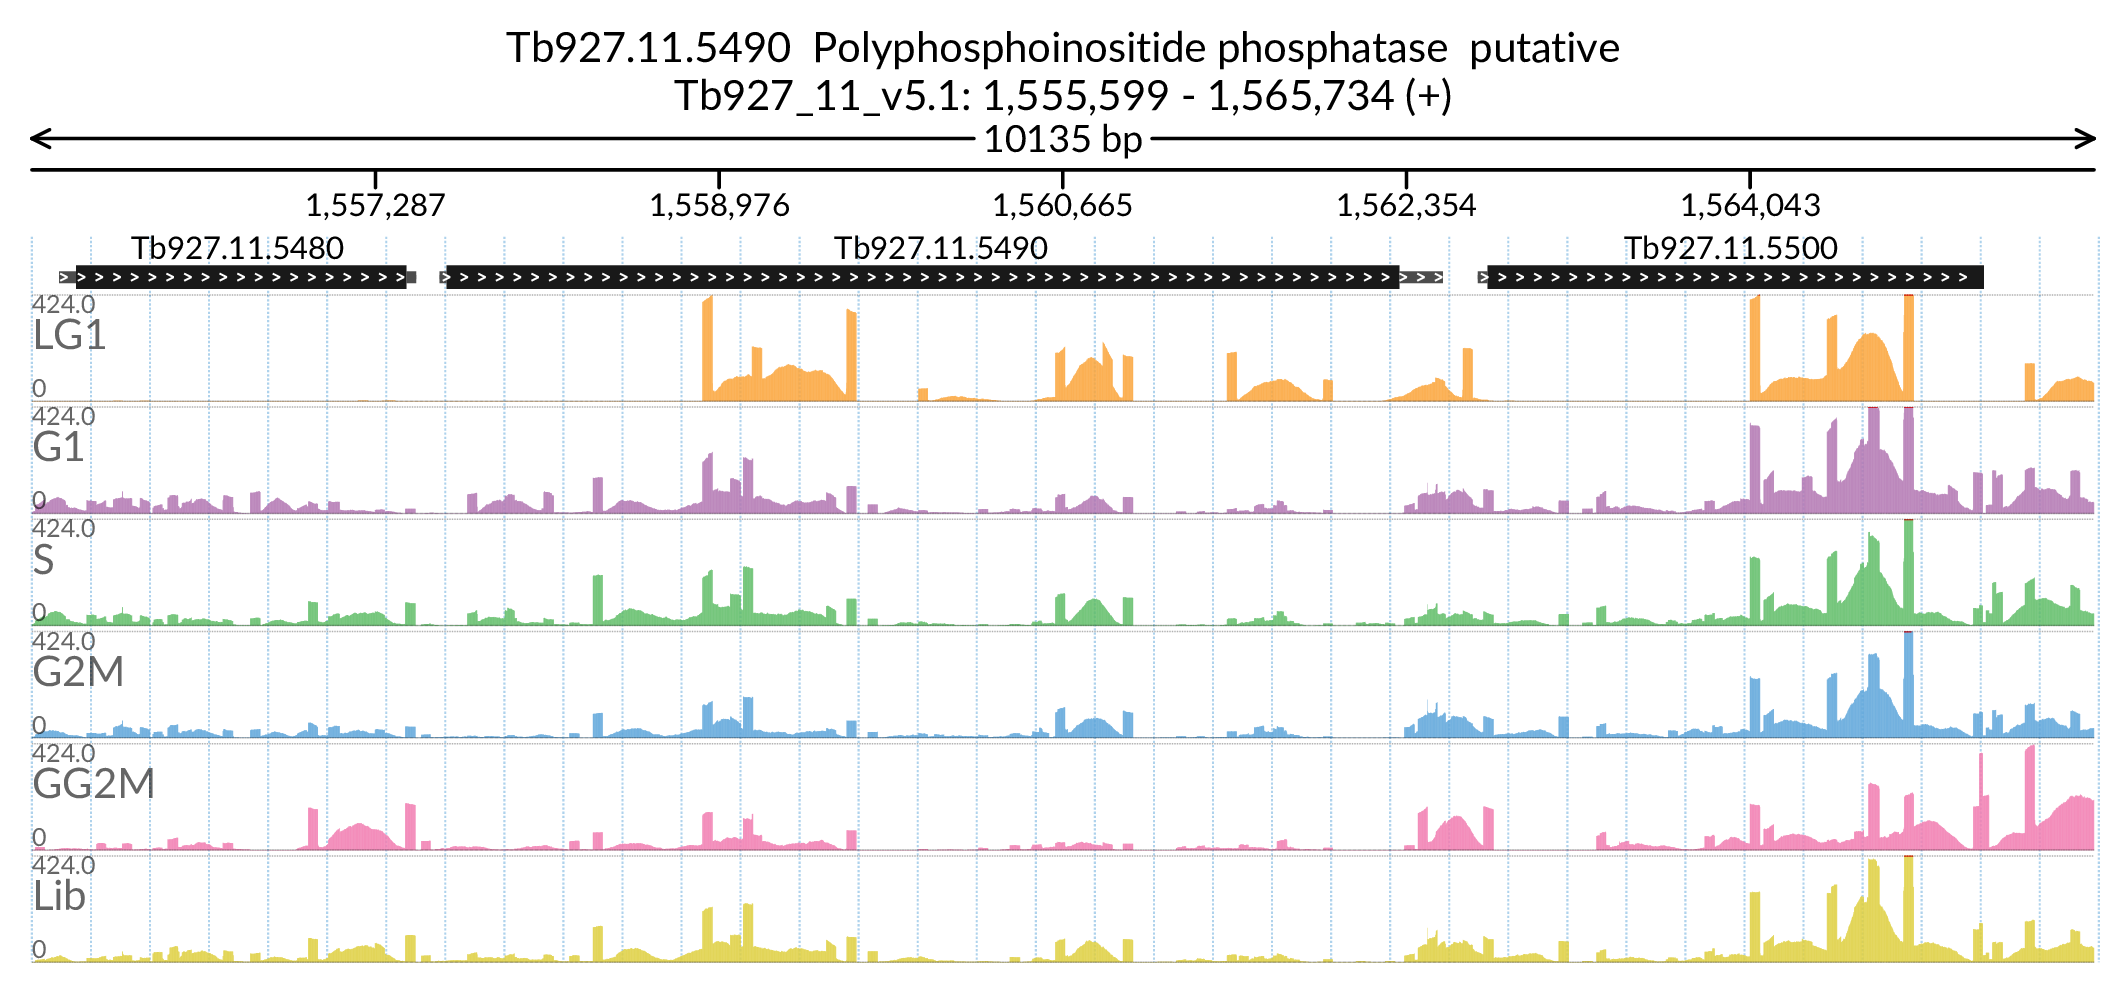 Tb927.11.5490 Polyphosphoinositide phosphatase putative
Tb927_11_v5.1: 1,555,599 - 1,565,734 (+)
10135 bp
1,557,287 1,558,976 1,560,665 1,562,354 1,564,043
Tb927.11.5480 Tb927.11.5490 Tb927.11.5500
424.0
LG1
0
424.0
G1
0
424.0
S
0
424.0
G2M
0
424.0
GG2M
0
424.0
Lib
0